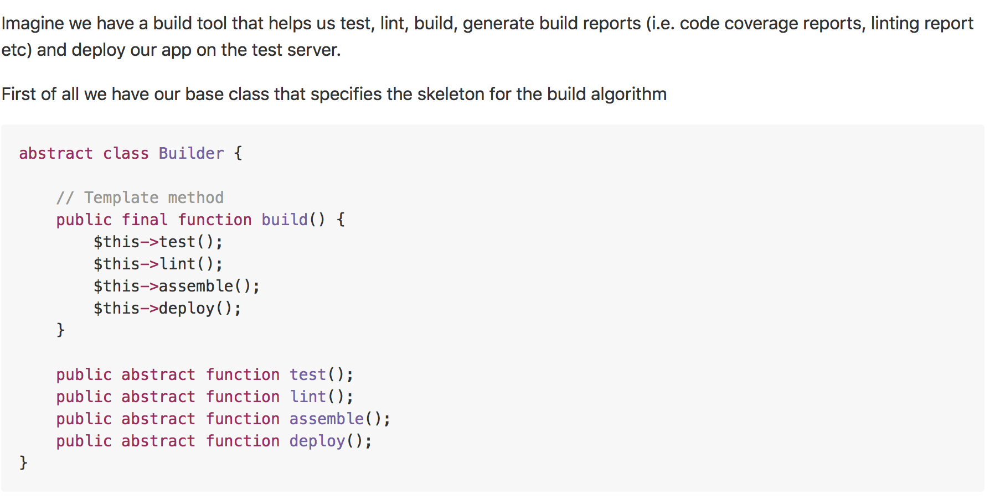 Imagine we have a build tool that helps us test, lint, build, generate build reports (i.e. code coverage reports, linting report
etc) and deploy our app on the test server.
First of all we have our base class that specifies the skeleton for the build algorithm
abstract class Builder {
    // Template method
    public final function build() {
        $this->test();
        $this->lint();
        $this->assemble();
        $this->deploy();
    }
    public abstract function test();
    public abstract function lint();
    public abstract function assemble();
    public abstract function deploy();
}